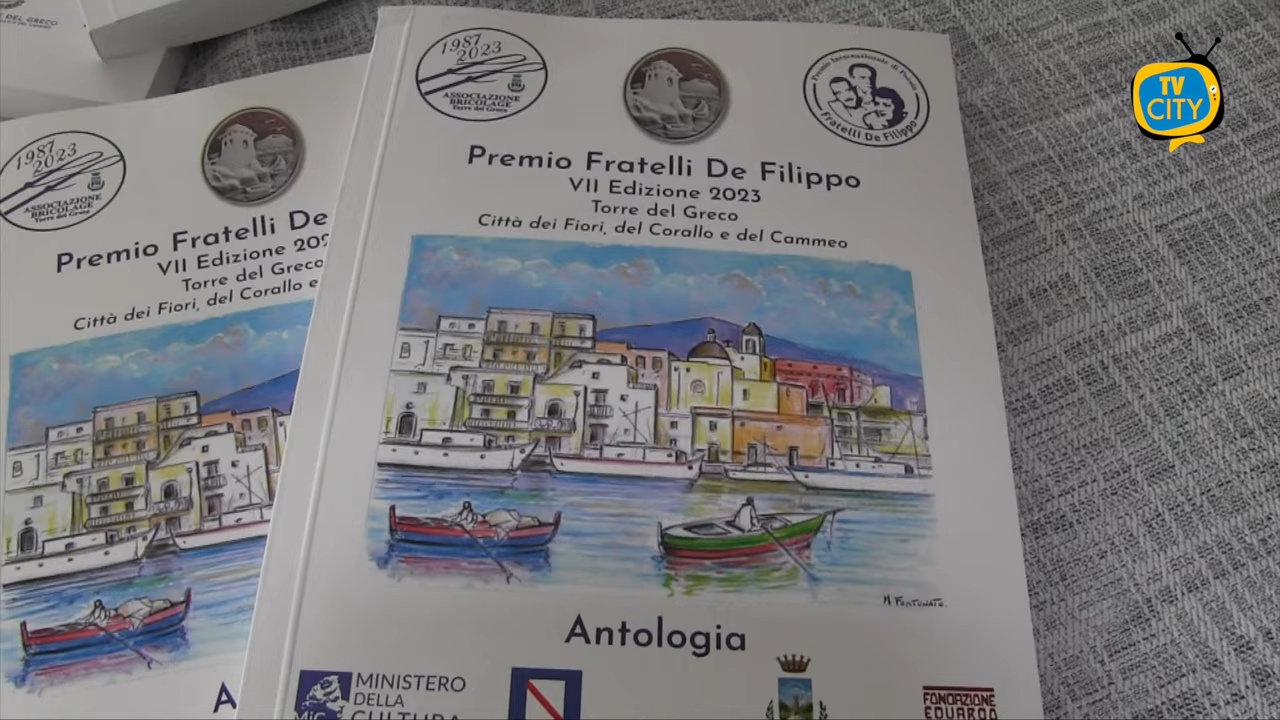 DEL GRECO
1987
2023
ASSOCIAZIONE
BRICOLAGE
Torre del Greco
Premio Fratelli De
VII Edizione 202
Torre del Greco
Città dei Fiori, del Corallo e
A
1987
2023
ASSOCIAZIONE
BRICOLAGE
Torre del Greco
Premio Internazionale di Poesia
Fratelli De Filippo
Premio Fratelli De Filippo
VII Edizione 2023
Torre del Greco
Città dei Fiori, del Corallo e del Cammeo
M FORTUNATO.
Antologia
MiC
MINISTERO
DELLA
CULTURA
FONDAZIONE
EDUARDO
TV
CITY